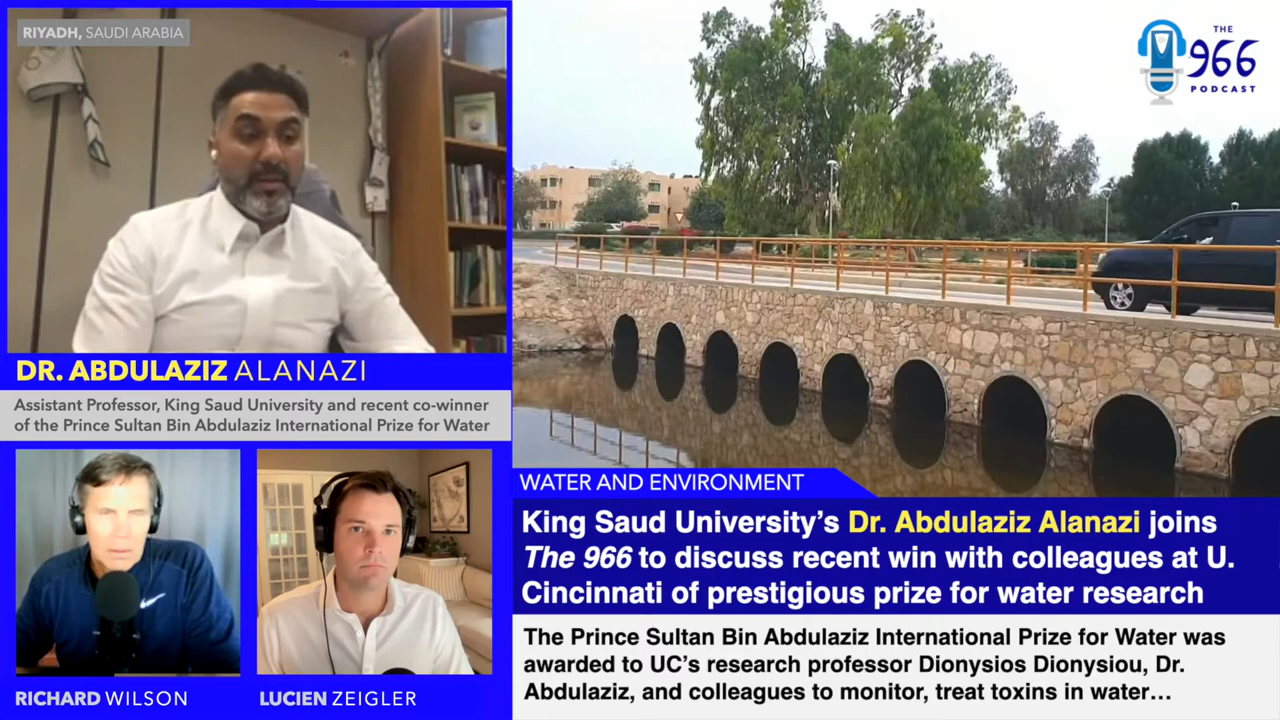 RIYADH, SAUDI ARABIA
DR. ABDULAZIZ ALANAZI
Assistant Professor, King Saud University and recent co-winner
of the Prince Sultan Bin Abdulaziz International Prize for Water
RICHARD WILSON
LUCIEN ZEIGLER
THE
966
PODCAST
WATER AND ENVIRONMENT
King Saud University’s Dr. Abdulaziz Alanazi joins
The 966 to discuss recent win with colleagues at U.
Cincinnati of prestigious prize for water research
The Prince Sultan Bin Abdulaziz International Prize for Water was
awarded to UC’s research professor Dionysios Dionysiou, Dr.
Abdulaziz, and colleagues to monitor, treat toxins in water…